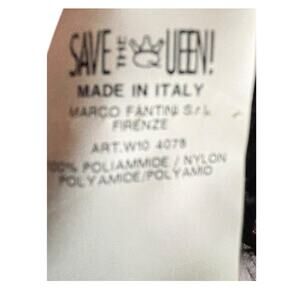 SAVE THE QUEEN!
MADE IN ITALY
MARCO FANTINI S.r.L.
FIRENZE
ART.W10 4078
100% POLIAMMIDE / NYLON
POLYAMIDE/POLYAMID